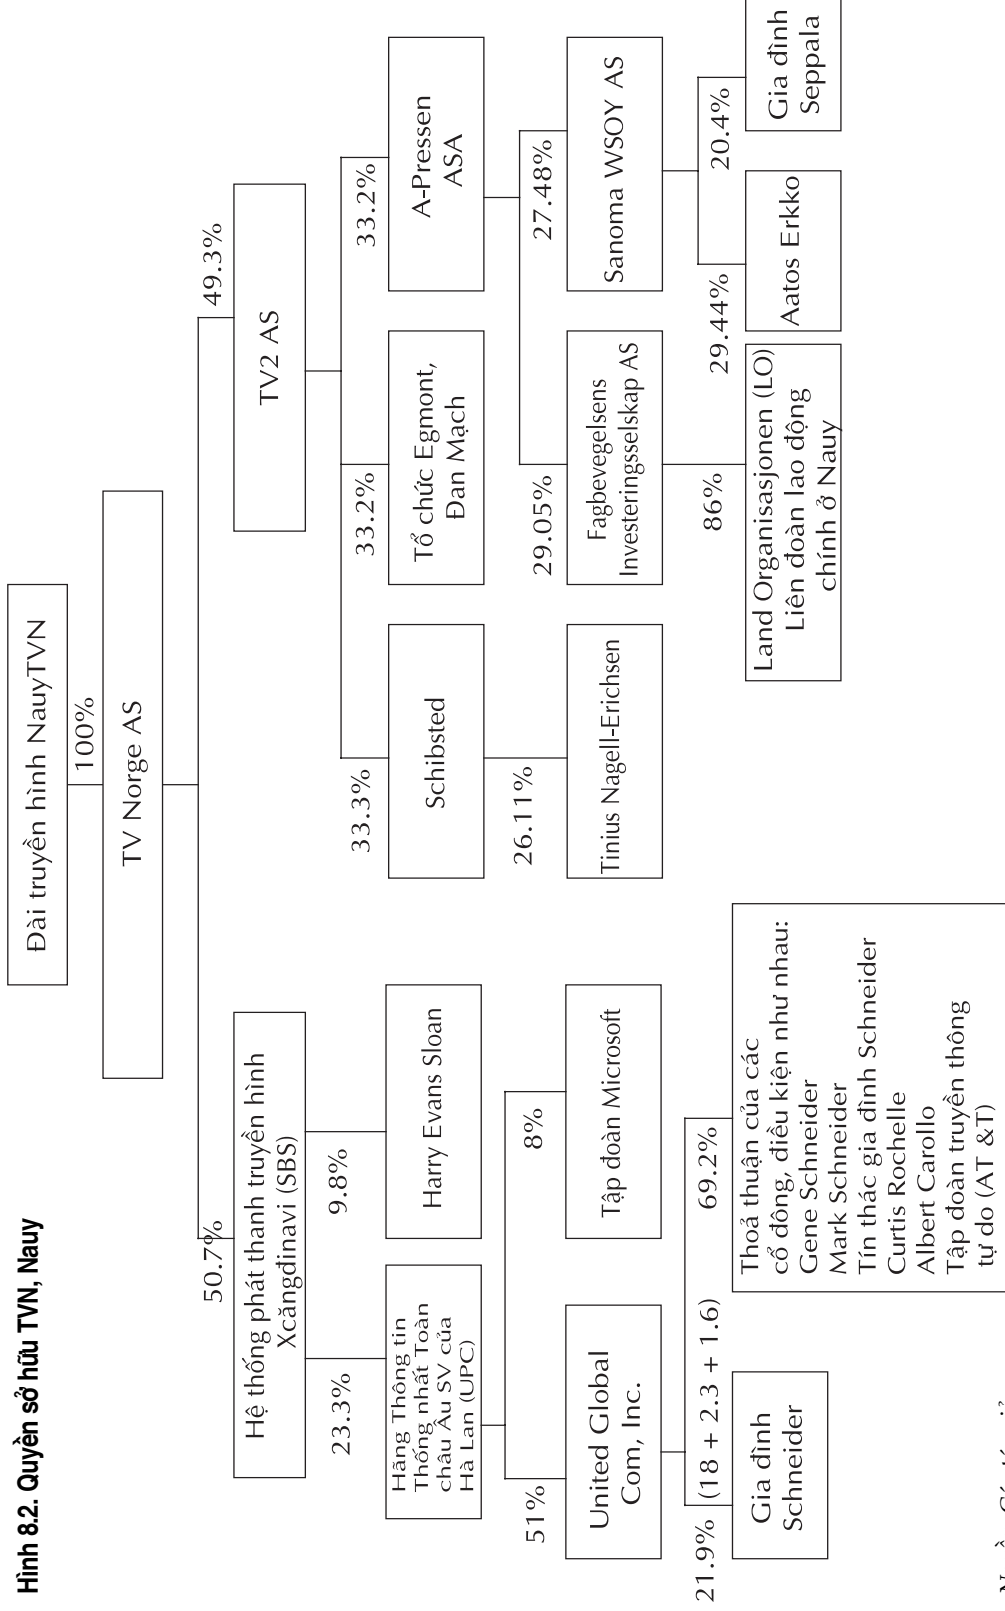 Hình 8.2. Quyền sở hữu TVN, Nauy
Đài truyền hình NauyTVN
100%
TV Norge AS
50.7%
49.3%
Hệ thống phát thanh truyền hình
Xcăngđinavi (SBS)
TV2 AS
23.3%
9.8%
33.3%
33.2%
33.2%
Hãng Thông tin
Thống nhất Toàn
châu Âu SV của
Hà Lan (UPC)
Harry Evans Sloan
Schibsted
Tổ chức Egmont,
Đan Mạch
A-Pressen
ASA
51%
8%
26.11%
29.05%
27.48%
United Global
Com, Inc.
Tập đoàn Microsoft
Tinius Nagell-Erichsen
Fagbevegelsens
Investeringsselskap AS
Sanoma WSOY AS
21.9% (18 + 2.3 + 1.6)
69.2%
86%
29.44%
20.4%
Gia đình
Schneider
Thoả thuận của các
cổ đông, điều kiện như nhau:
Gene Schneider
Mark Schneider
Tín thác gia đình Schneider
Curtis Rochelle
Albert Carollo
Tập đoàn truyền thông
tự do (AT &T)
Land Organisasjonen (LO)
Liên đoàn lao động
chính ở Nauy
Aatos Erkko
Gia đình
Seppala